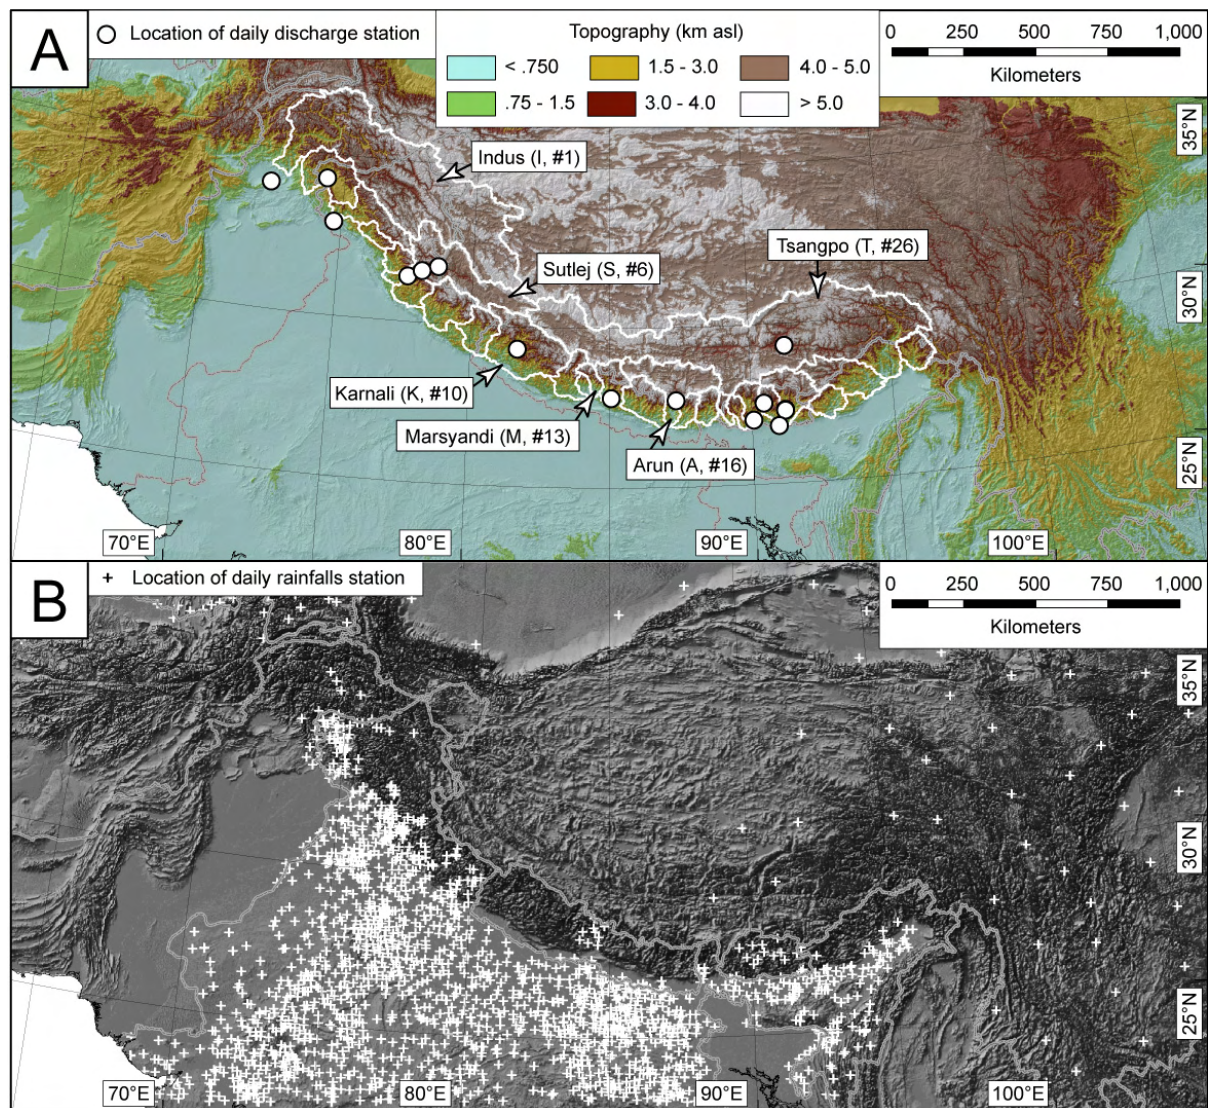 A
Location of daily discharge station
Topography (km asl)
< .750
1.5 - 3.0
4.0 - 5.0
.75 - 1.5
3.0 - 4.0
> 5.0
0 250 500 750 1,000
Kilometers
35°N
Indus (I, #1)
Tsangpo (T, #26)
Sutlej (S, #6)
30°N
Karnali (K, #10)
Marsyandi (M, #13)
Arun (A, #16)
25°N
70°E
80°E
90°E
100°E
B
+ Location of daily rainfalls station
0 250 500 750 1,000
Kilometers
35°N
30°N
25°N
70°E
80°E
90°E
100°E